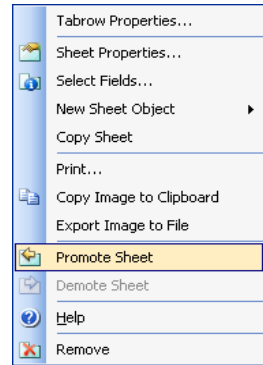 Tabrow Properties...
Sheet Properties...
Select Fields...
New Sheet Object
Copy Sheet
Print...
Copy Image to Clipboard
Export Image to File
Promote Sheet
Demote Sheet
Help
Remove